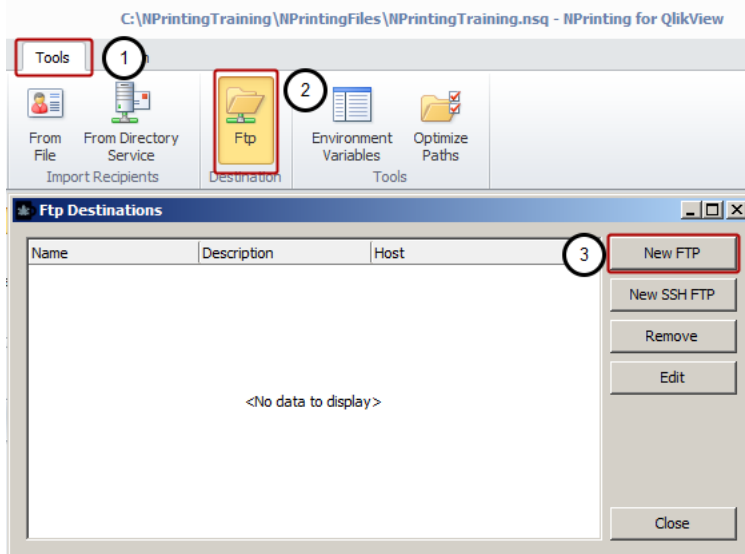 C:\NPrintingTraining\NPrintingFiles\NPrintingTraining.nsq - NPrinting for QlikView
Tools
1
2
From File
From Directory Service
Ftp
Environment Variables
Optimize Paths
Import Recipients
Destination
Tools
Ftp Destinations
Name
Description
Host
3
New FTP
New SSH FTP
Remove
Edit
<No data to display>
Close